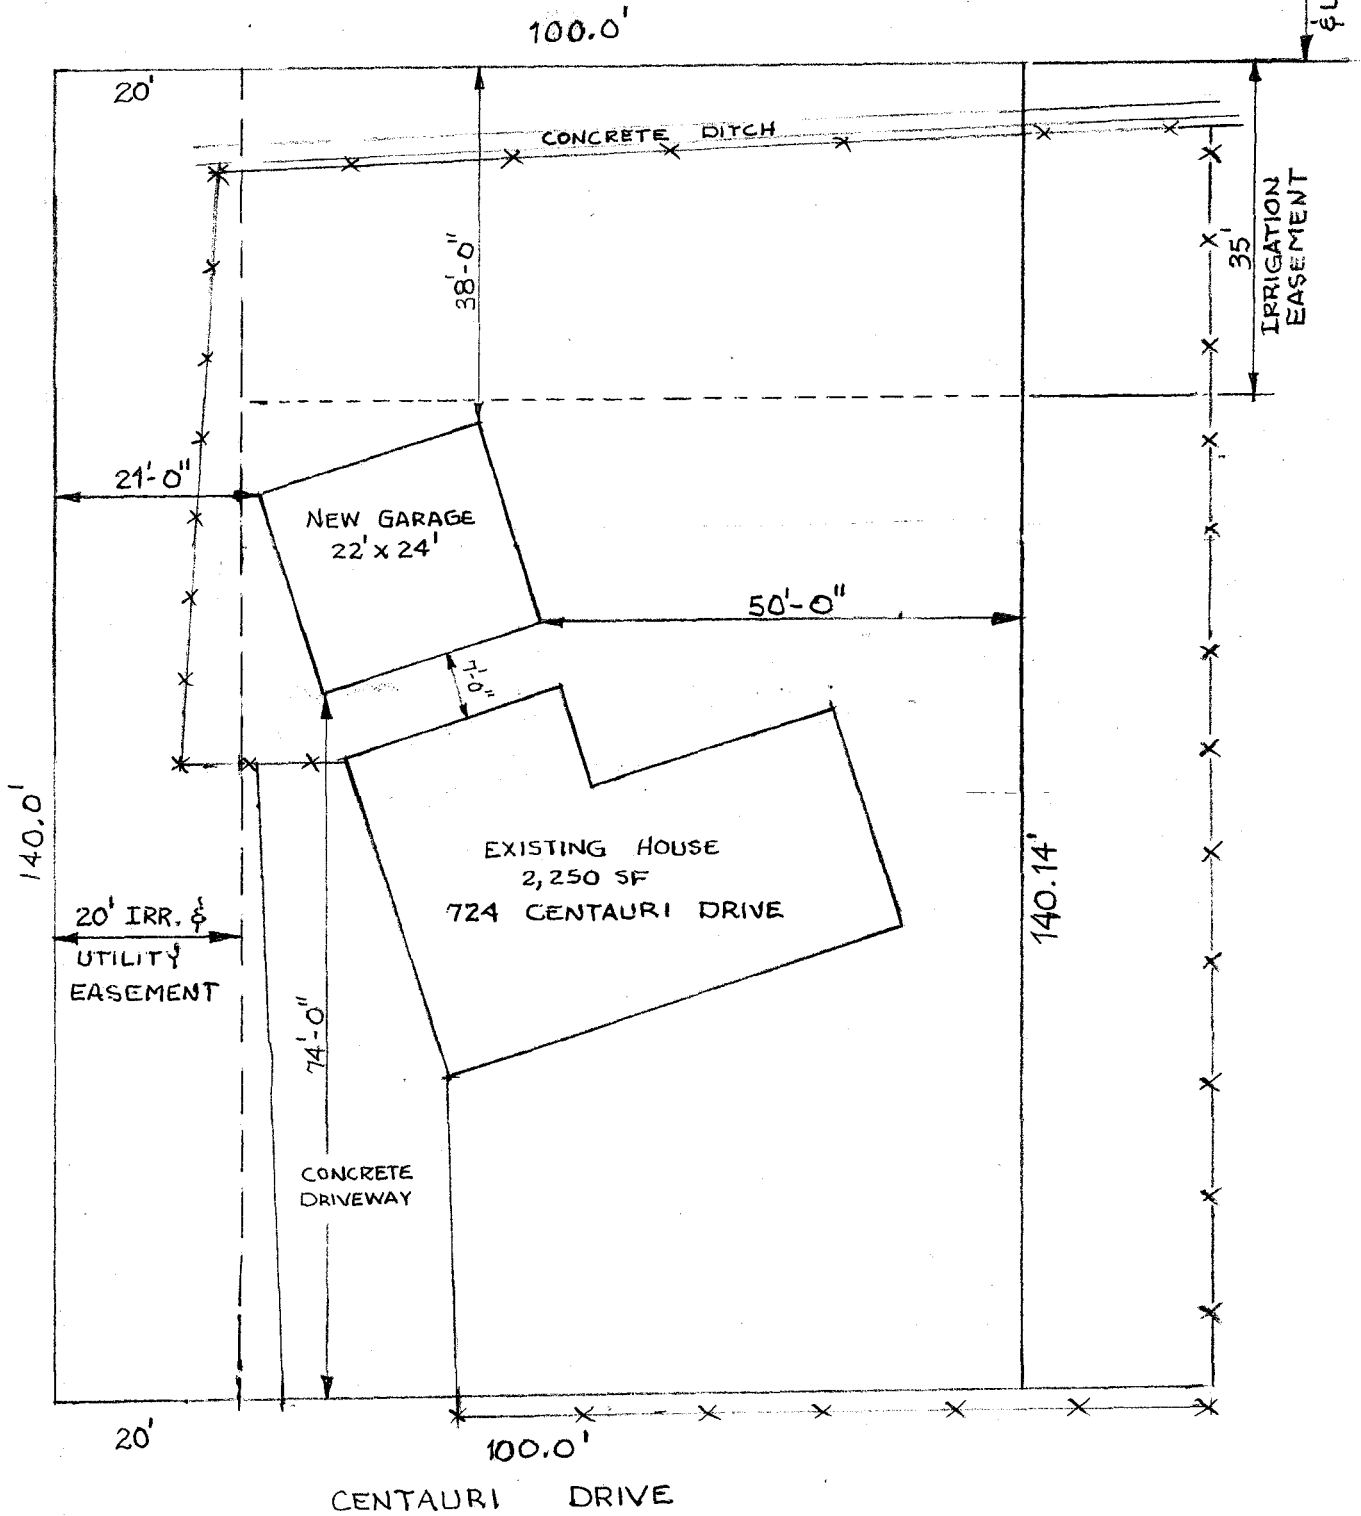 100.0'
&
20'
CONCRETE DITCH
38'-0"
35'
IRRIGATION
EASEMENT
21'-0"
NEW GARAGE
22' x 24'
50'-0"
7'-0"
140.0'
EXISTING HOUSE
2,250 SF
724 CENTAURI DRIVE
140.14'
20' IRR. &
UTILITY
EASEMENT
74'-0"
CONCRETE
DRIVEWAY
20'
100.0'
CENTAURI DRIVE